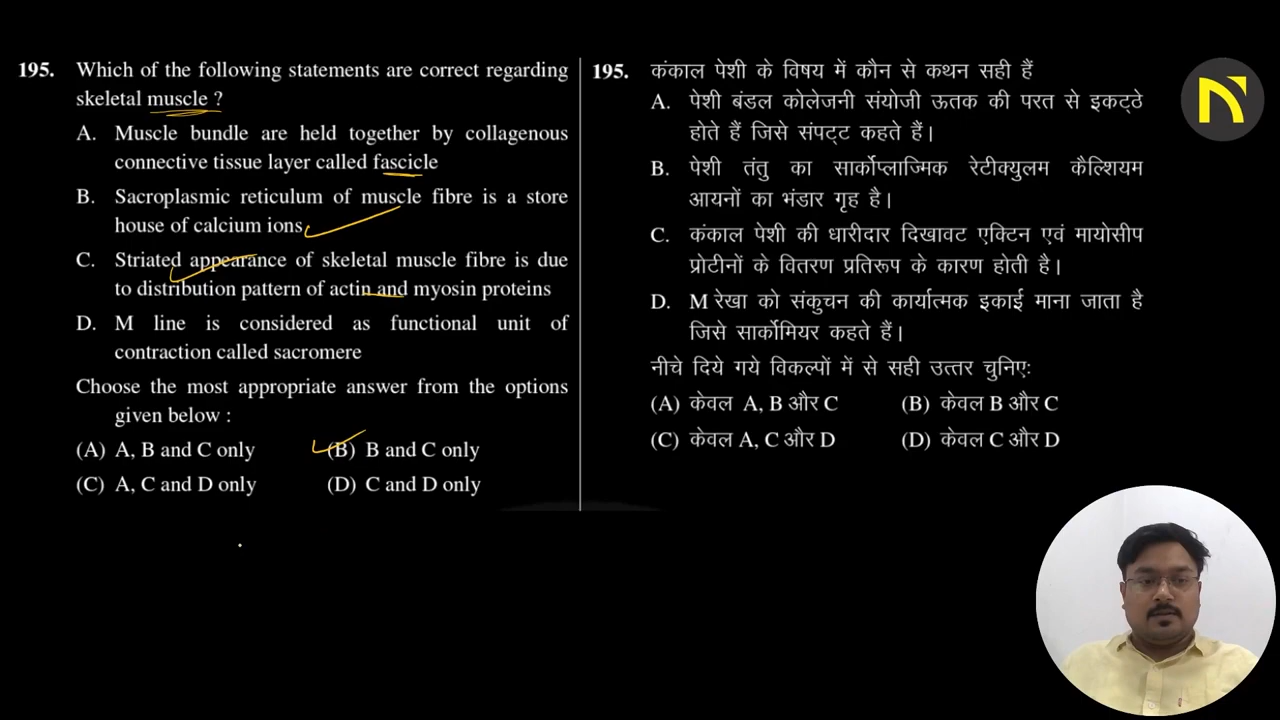 195. Which of the following statements are correct regarding
skeletal muscle ?
A. Muscle bundle are held together by collagenous
connective tissue layer called fascicle
B. Sacroplasmic reticulum of muscle fibre is a store
house of calcium ions
C. Striated appearance of skeletal muscle fibre is due
to distribution pattern of actin and myosin proteins
D. M line is considered as functional unit of
contraction called sacromere
Choose the most appropriate answer from the options
given below :
(A) A, B and C only (B) B and C only
(C) A, C and D only (D) C and D only
195. कंकाल पेशी के विषय में कौन से कथन सही हैं
A. पेशी बंडल कोलेजनी संयोजी ऊतक की परत से इकट्ठे
होते हैं जिसे संपट्ट कहते हैं।
B. पेशी तंतु का सार्कोप्लाज्मिक रेटीक्युलम कैल्शियम
आयनों का भंडार गृह है।
C. कंकाल पेशी की धारीदार दिखावट एक्टिन एवं मायोसीप
प्रोटीनों के वितरण प्रतिरूप के कारण होती है।
D. M रेखा को संकुचन की कार्यात्मक इकाई माना जाता है
जिसे सार्कोमियर कहते हैं।
नीचे दिये गये विकल्पों में से सही उत्तर चुनिए:
(A) केवल A, B और C (B) केवल B और C
(C) केवल A, C और D (D) केवल C और D